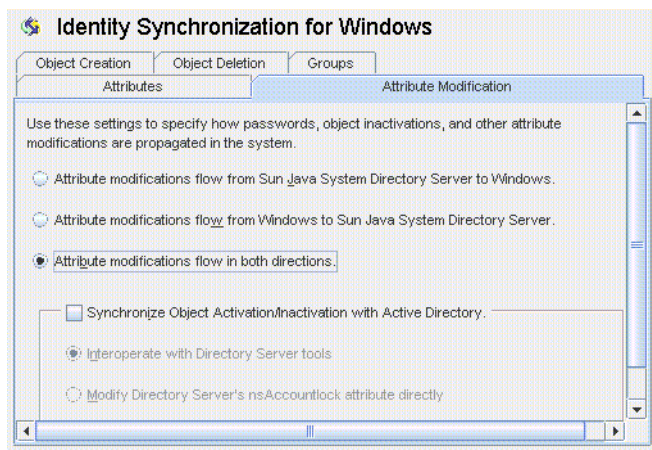 Identity Synchronization for Windows
Object Creation Object Deletion Groups
Attributes Attribute Modification
Use these settings to specify how passwords, object inactivations, and other attribute
modifications are propagated in the system.
Attribute modifications flow from Sun Java System Directory Server to Windows.
Attribute modifications flow from Windows to Sun Java System Directory Server.
Attribute modifications flow in both directions.
Synchronize Object Activation/Inactivation with Active Directory.
Interoperate with Directory Server tools
Modify Directory Server's nsAccountlock attribute directly